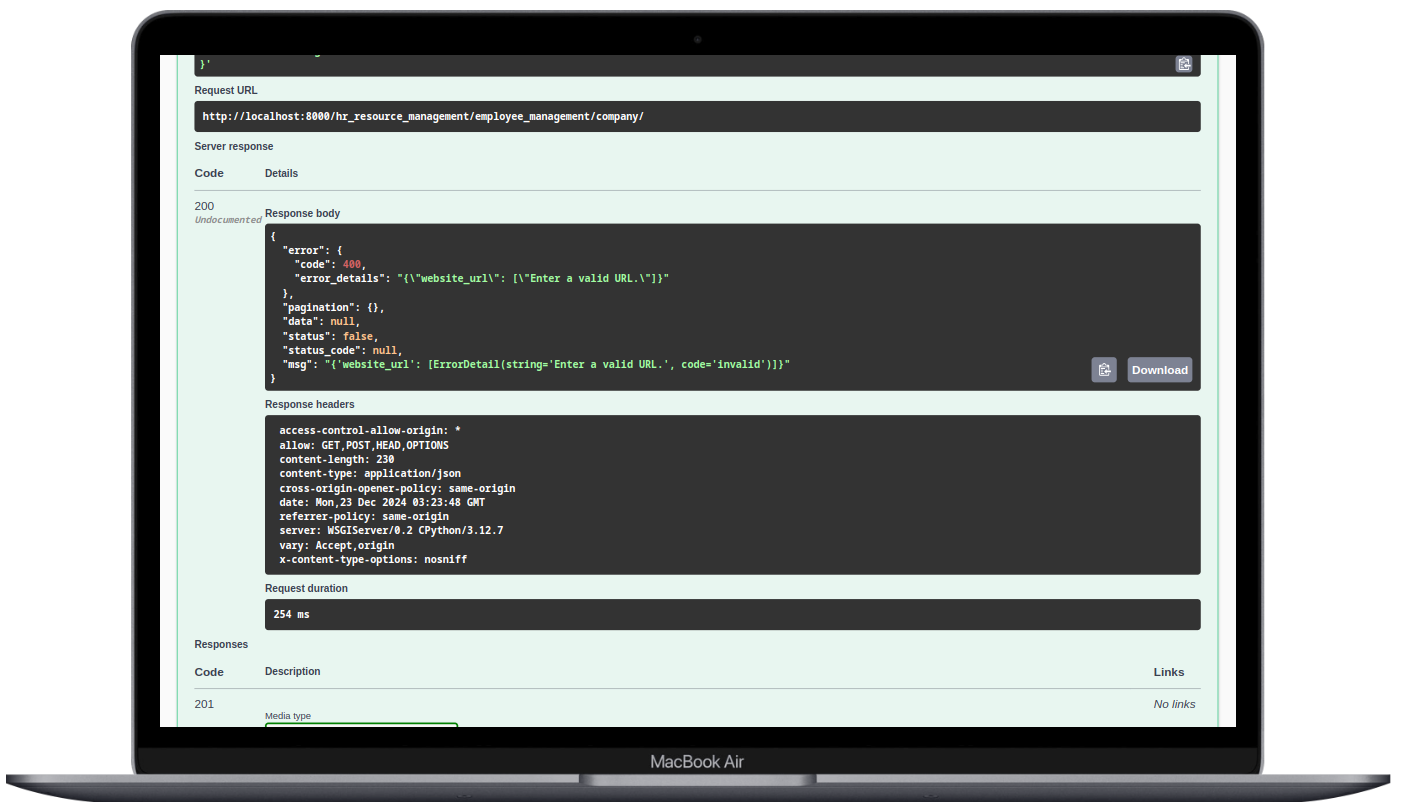 }'
Request URL
http://localhost:8000/hr_resource_management/employee_management/company/
Server response
Code Details
200
Undocumented
Response body
{
  "error": {
    "code": 400,
    "error_details": "{\"website_url\": [\"Enter a valid URL.\"]}"
  },
  "pagination": {},
  "data": null,
  "status": false,
  "status_code": null,
  "msg": "{'website_url': [ErrorDetail(string='Enter a valid URL.', code='invalid')]}"
}
Download
Response headers
access-control-allow-origin: *
allow: GET,POST,HEAD,OPTIONS
content-length: 230
content-type: application/json
cross-origin-opener-policy: same-origin
date: Mon,23 Dec 2024 03:23:48 GMT
referrer-policy: same-origin
server: WSGIServer/0.2 CPython/3.12.7
vary: Accept,origin
x-content-type-options: nosniff
Request duration
254 ms
Responses
Code Description Links
201 No links
Media type
MacBook Air